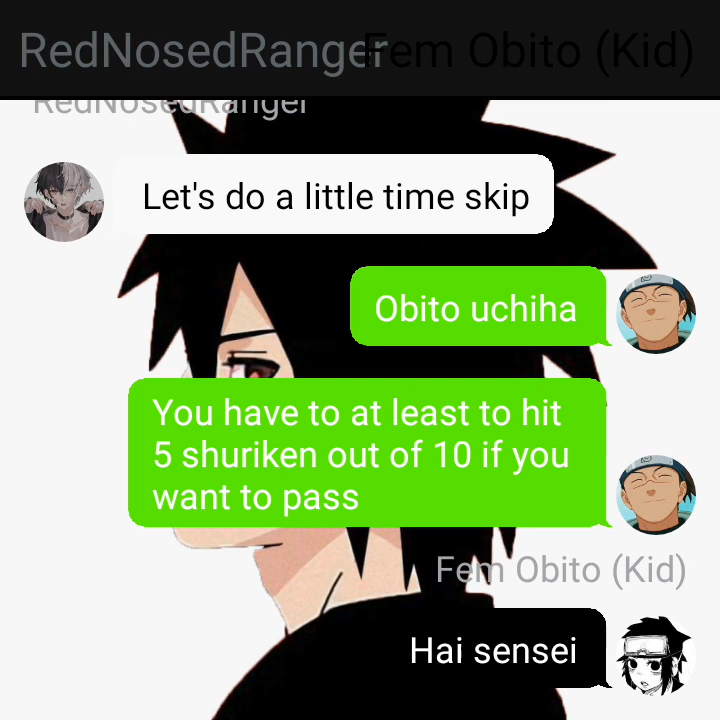 RedNosedRanger
Fem Obito (Kid)
RedNosedRanger
Let's do a little time skip
Obito uchiha
You have to at least to hit
5 shuriken out of 10 if you
want to pass
Fem Obito (Kid)
Hai sensei